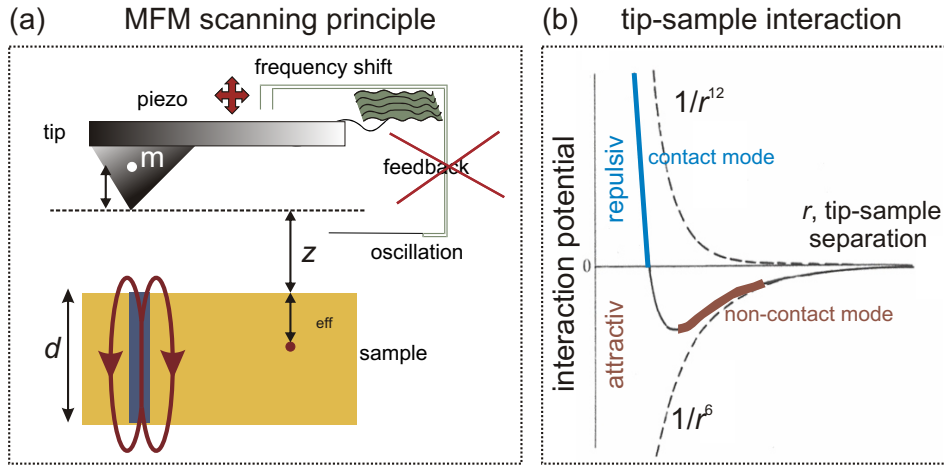 (a) MFM scanning principle
frequency shift
piezo
tip
m
feedback
oscillation
z
eff
d
sample
(b) tip-sample interaction
1/r¹²
repulsiv
contact mode
r, tip-sample
separation
interaction potential
0
attractiv
non-contact mode
1/r⁶